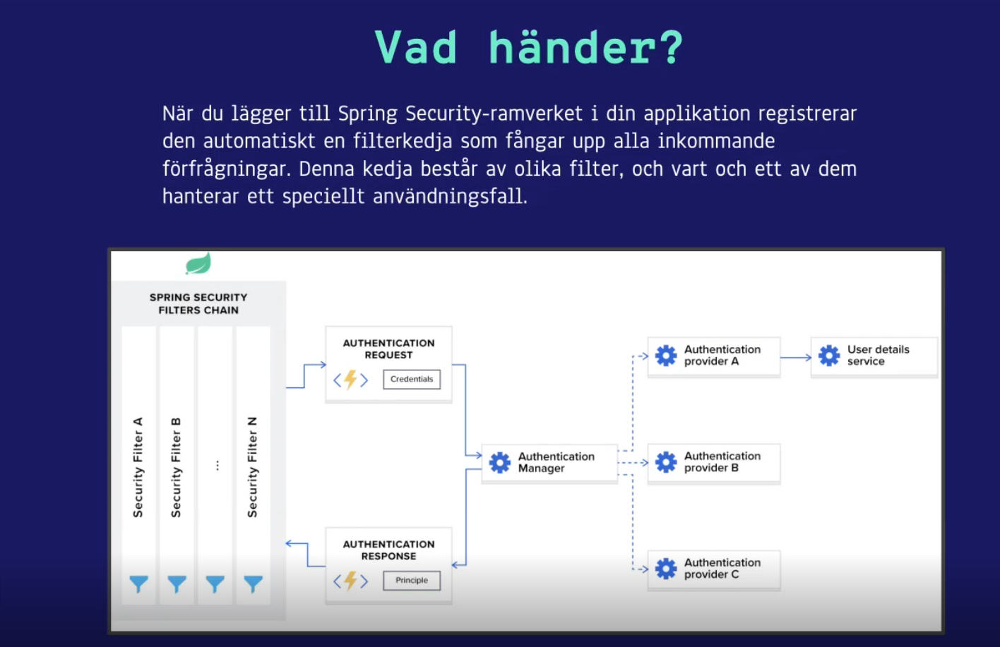 Vad händer?
När du lägger till Spring Security-ramverket i din applikation registrerar
den automatiskt en filterkedja som fångar upp alla inkommande
förfrågningar. Denna kedja består av olika filter, och vart och ett av dem
hanterar ett speciellt användningsfall.
SPRING SECURITY
FILTERS CHAIN
Security Filter A
Security Filter B
...
Security Filter N
AUTHENTICATION
REQUEST
Credentials
AUTHENTICATION
RESPONSE
Principle
Authentication
Manager
Authentication
provider A
User details
service
Authentication
provider B
Authentication
provider C